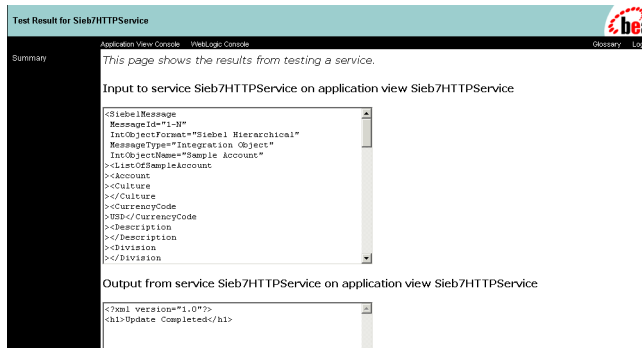 Test Result for Sieb7HTTPService
Application View Console WebLogic Console Glossary
Summary
This page shows the results from testing a service.
Input to service Sieb7HTTPService on application view Sieb7HTTPService
<SiebelMessage
MessageId="1-N"
IntObjectFormat="Siebel Hierarchical"
MessageType="Integration Object"
IntObjectName="Sample Account"
><ListOfSampleAccount
><Account
><Culture
></Culture
><CurrencyCode
>USD</CurrencyCode
><Description
></Description
><Division
></Division
Output from service Sieb7HTTPService on application view Sieb7HTTPService
<?xml version="1.0"?>
<h1>Update Completed</h1>